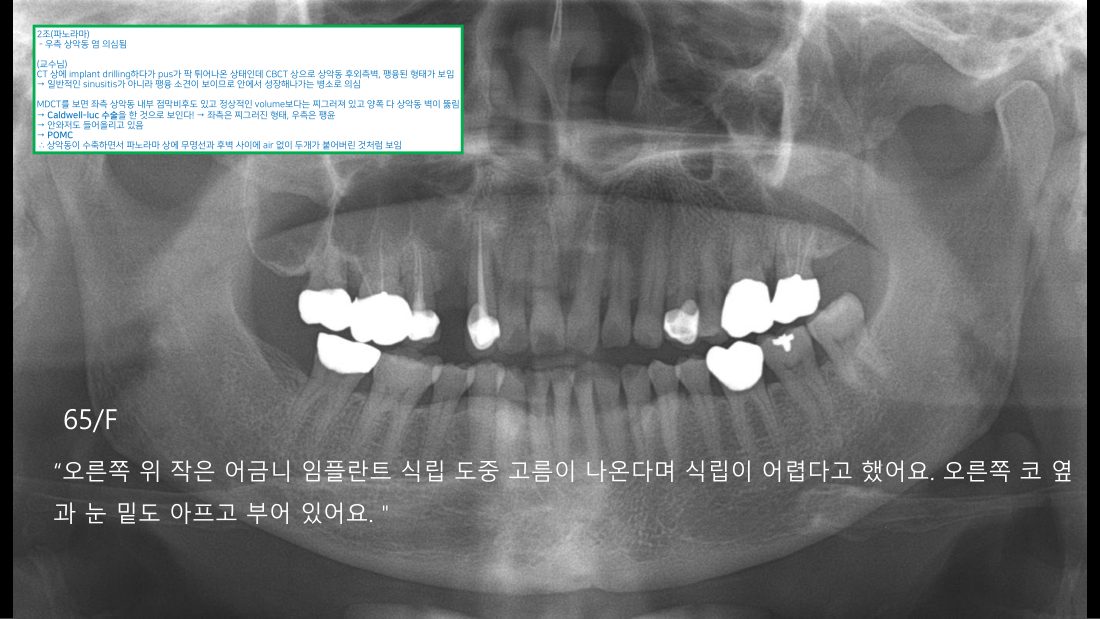 2조(파노라마)
- 우측 상악동 염 의심됨
(교수님)
CT 상에 implant drilling하다가 pus가 팍 튀어나온 상태인데 CBCT 상으로 상악동 후외측벽, 팽융된 형태가 보임
→ 일반적인 sinusitis가 아니라 팽융 소견이 보이므로 안에서 성장해나가는 병소로 의심
MDCT를 보면 좌측 상악동 내부 점막비후도 있고 정상적인 volume보다는 찌그러져 있고 양쪽 다 상악동 벽이 뚫림
→ Caldwell-luc 수술을 한 것으로 보인다! → 좌측은 찌그러진 형태, 우측은 팽윤
→ 안와저도 들어올리고 있음
→ POMC
∴ 상악동이 수축하면서 파노라마 상에 무명선과 후벽 사이에 air 없이 두개가 붙어버린 것처럼 보임
65/F
“오른쪽 위 작은 어금니 임플란트 식립 도중 고름이 나온다며 식립이 어렵다고 했어요. 오른쪽 코 옆
과 눈 밑도 아프고 부어 있어요. "